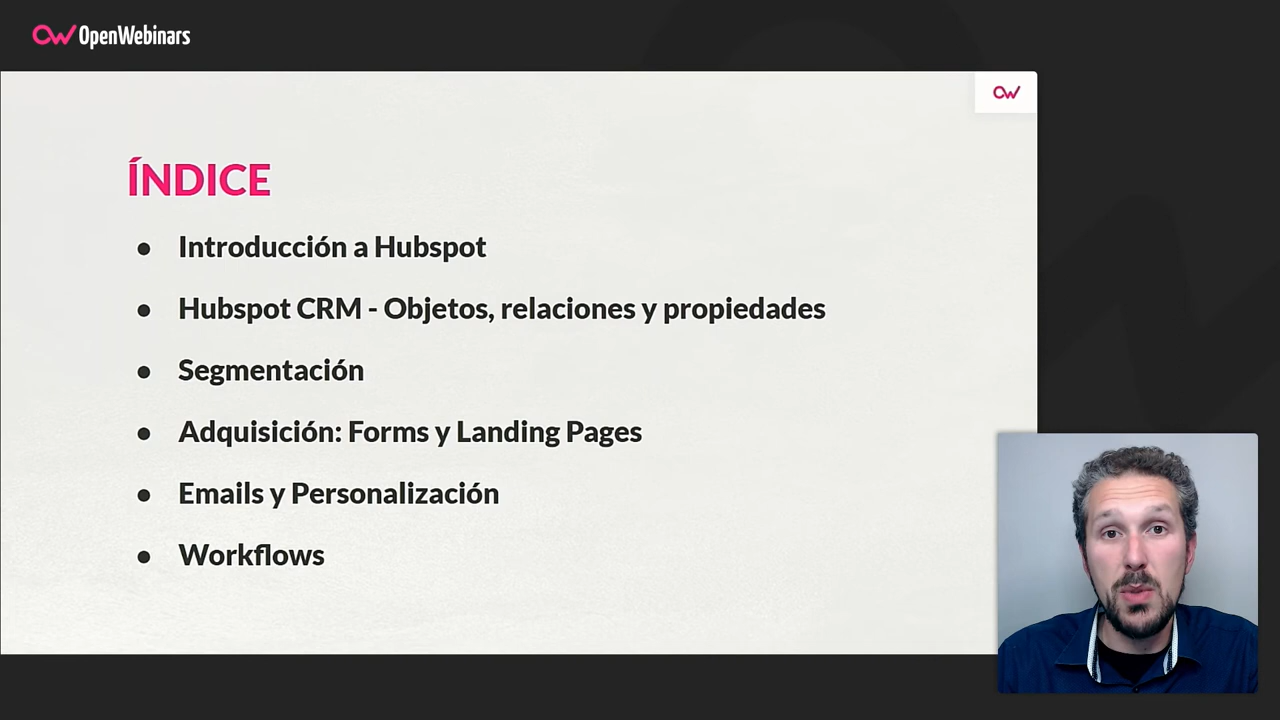 OpenWebinars
ÍNDICE
● Introducción a Hubspot
● Hubspot CRM - Objetos, relaciones y propiedades
● Segmentación
● Adquisición: Forms y Landing Pages
● Emails y Personalización
● Workflows